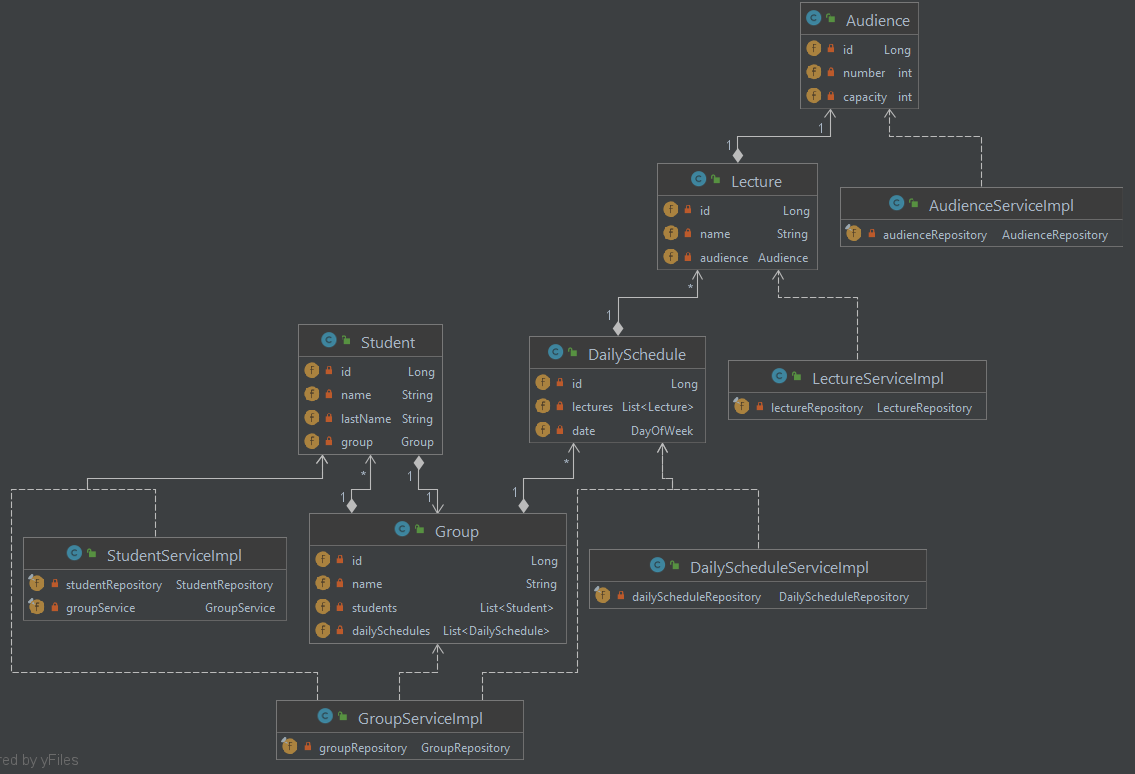 Audience
id Long
number int
capacity int
1
1
Lecture
id Long
name String
audience Audience
AudienceServiceImpl
audienceRepository AudienceRepository
*
1
Student
id Long
name String
lastName String
group Group
DailySchedule
id Long
lectures List<Lecture>
date DayOfWeek
LectureServiceImpl
lectureRepository LectureRepository
* 1 *
1 1 1
Group
id Long
name String
students List<Student>
dailySchedules List<DailySchedule>
StudentServiceImpl
studentRepository StudentRepository
groupService GroupService
DailyScheduleServiceImpl
dailyScheduleRepository DailyScheduleRepository
GroupServiceImpl
groupRepository GroupRepository
red by yFiles